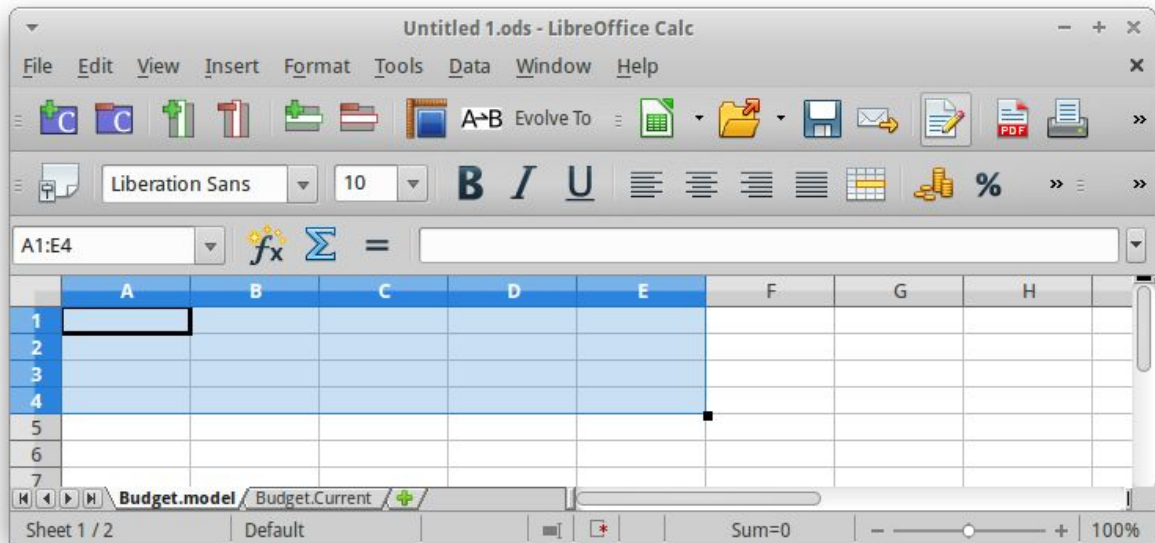 Untitled 1.ods - LibreOffice Calc
File Edit View Insert Format Tools Data Window Help
C C A→B Evolve To PDF »
Liberation Sans 10 B I U % » »
A1:E4 fx Σ =
A B C D E F G H
1
2
3
4
5
6
7
Budget.model Budget.Current
Sheet 1 / 2 Default Sum=0 100%